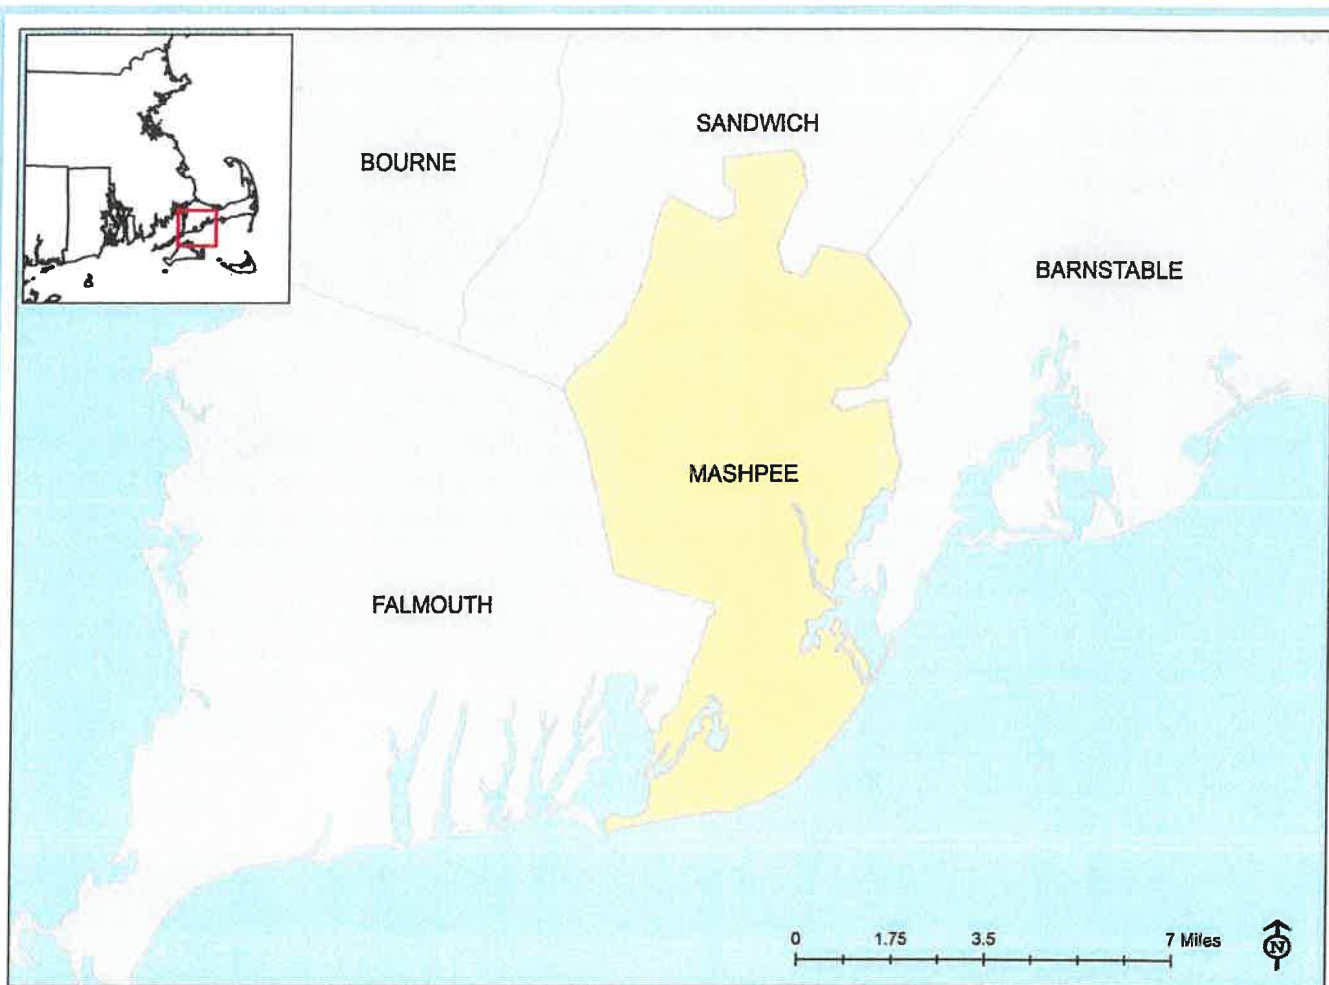 SANDWICH
BOURNE
BARNSTABLE
MASHPEE
FALMOUTH
0 1.75 3.5 7 Miles
N